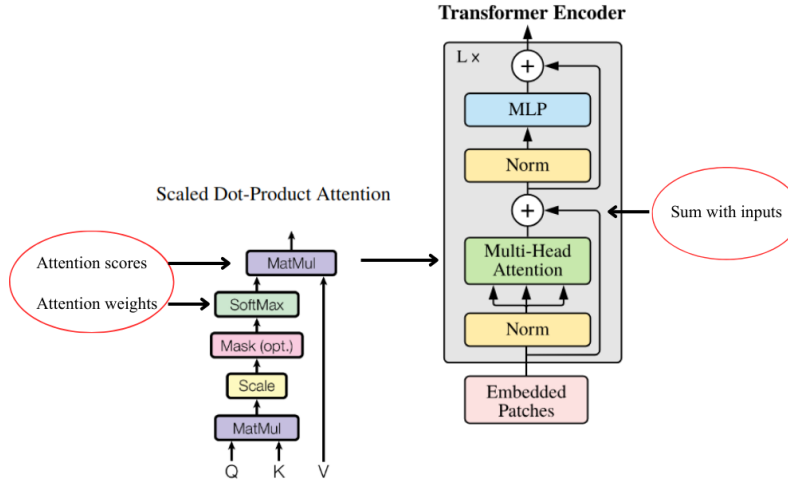 Transformer Encoder
L ×
+
MLP
Norm
+
Multi-Head
Attention
Norm
Embedded
Patches
Sum with inputs
Scaled Dot-Product Attention
MatMul
SoftMax
Mask (opt.)
Scale
MatMul
Q K V
Attention scores
Attention weights